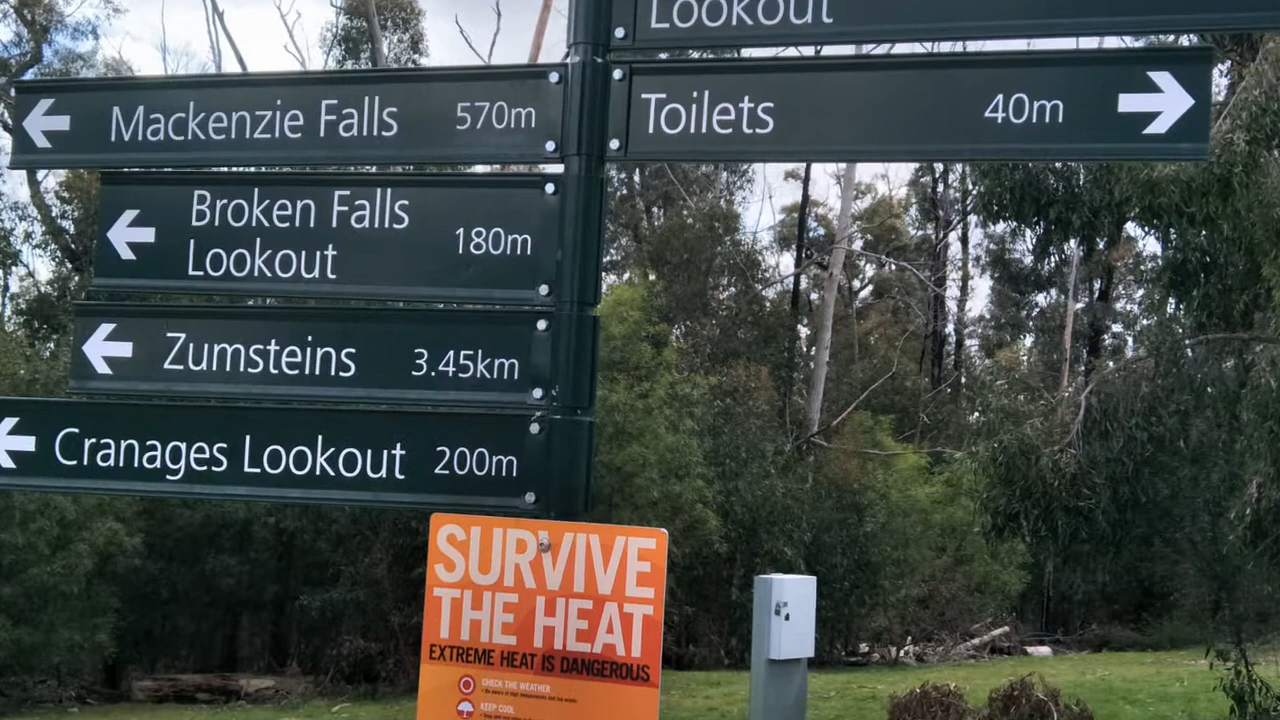 Lookout
Toilets 40m
Mackenzie Falls 570m
Broken Falls
Lookout 180m
Zumsteins 3.45km
Cranages Lookout 200m
SURVIVE
THE HEAT
EXTREME HEAT IS DANGEROUS
CHECK THE WEATHER
KEEP COOL